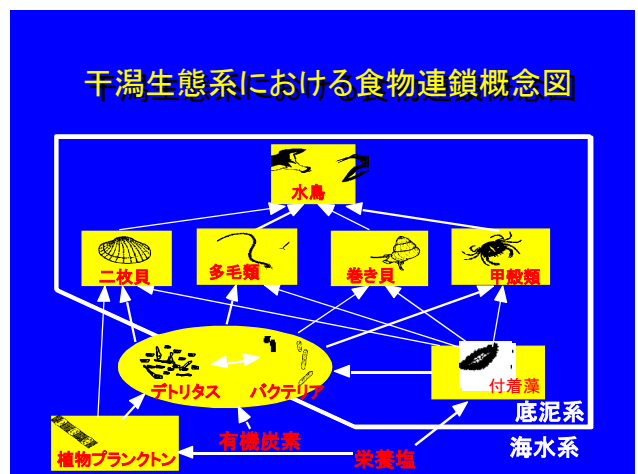 干潟生態系における食物連鎖概念図
水鳥
二枚貝
多毛類
巻き貝
甲殻類
デトリタス
バクテリア
付着藻
底泥系
植物プランクトン
有機炭素
栄養塩
海水系